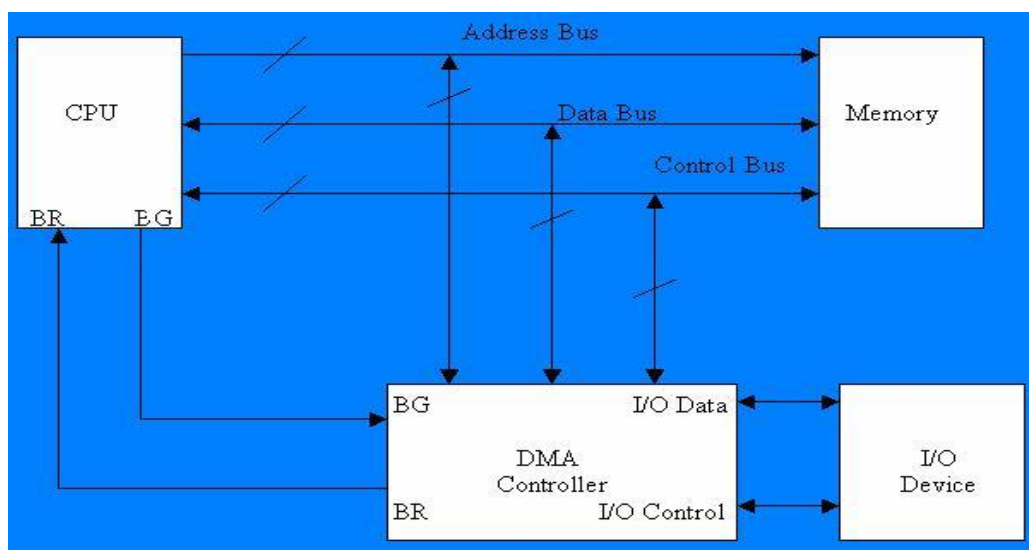 Address Bus
CPU
Data Bus
Memory
Control Bus
BR BG
BG I/O Data
DMA
Controller
I/O
Device
BR I/O Control